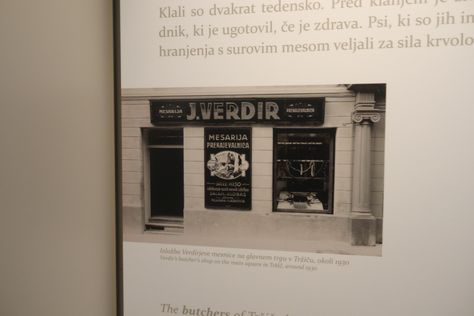 Klali so dvakrat tedensko. Pred klanjem je
dnik, ki je ugotovil, če je zdrava. Psi, ki so jih
hranjenja s surovim mesom veljali za sila
MESARIJA
J.VERDIR
PREKAJEVALNICA
MESARIJA
PREKAJEVALNICA
Izložba Verdirjeve mesnice na glavnem trgu v Tržiču, okoli 1930
Verdir's butcher's shop on the main square in Tržič, around 1930
The butchers of